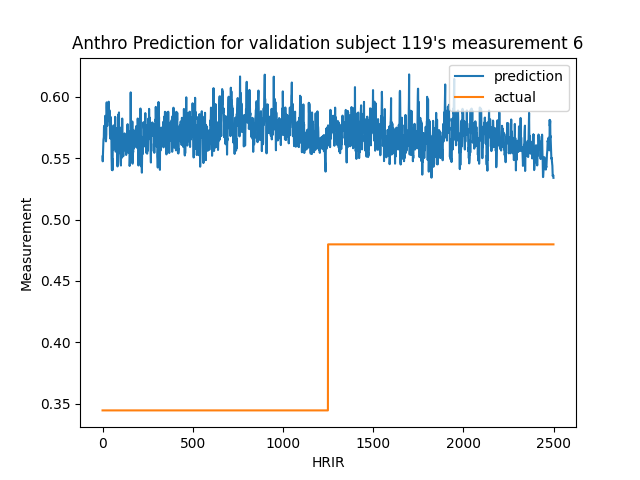 Anthro Prediction for validation subject 119's measurement 6
prediction
actual
Measurement
0.60
0.55
0.50
0.45
0.40
0.35
0
500
1000
1500
2000
2500
HRIR